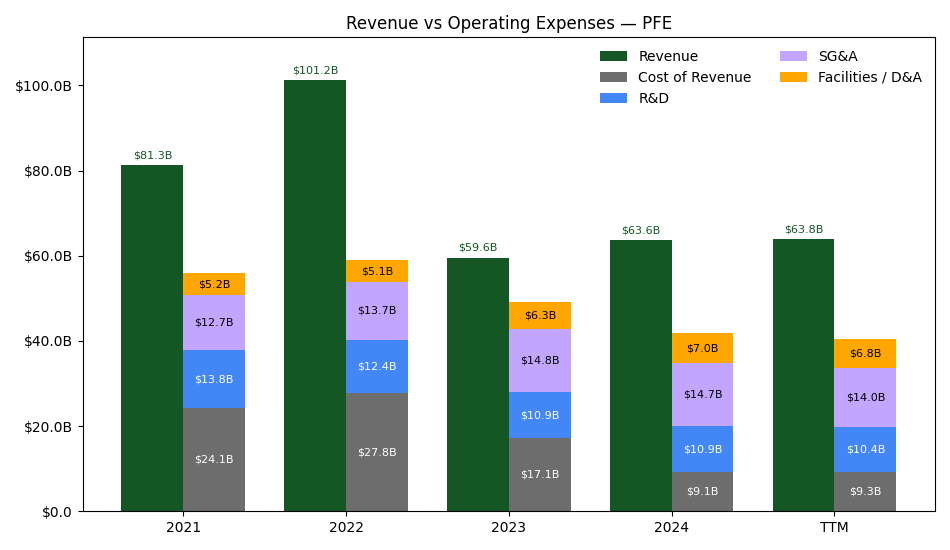 Revenue vs Operating Expenses — PFE
Revenue
Cost of Revenue
R&D
SG&A
Facilities / D&A
$100.0B
$80.0B
$60.0B
$40.0B
$20.0B
$0.0
$81.3B
$5.2B
$12.7B
$13.8B
$24.1B
$101.2B
$5.1B
$13.7B
$12.4B
$27.8B
$59.6B
$6.3B
$14.8B
$10.9B
$17.1B
$63.6B
$7.0B
$14.7B
$10.9B
$9.1B
$63.8B
$6.8B
$14.0B
$10.4B
$9.3B
2021
2022
2023
2024
TTM